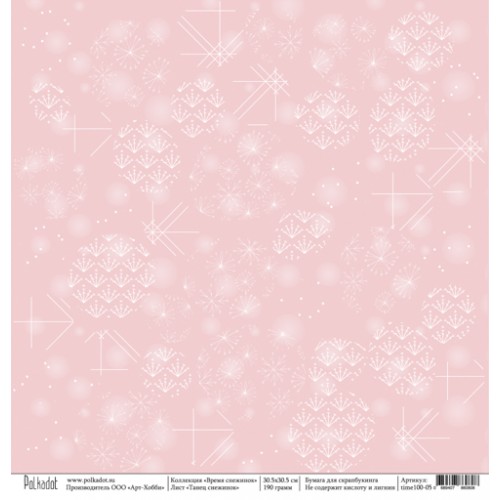 Polkadot
www.polkadot.su
Производитель ООО «Арт-Хобби»
Коллекция «Время снежинок»
Лист «Танец снежинок»
30.5x30.5 см
190 грамм
Бумага для скрапбукинга
Не содержит кислоту и лигнин
Артикул:
time100-05